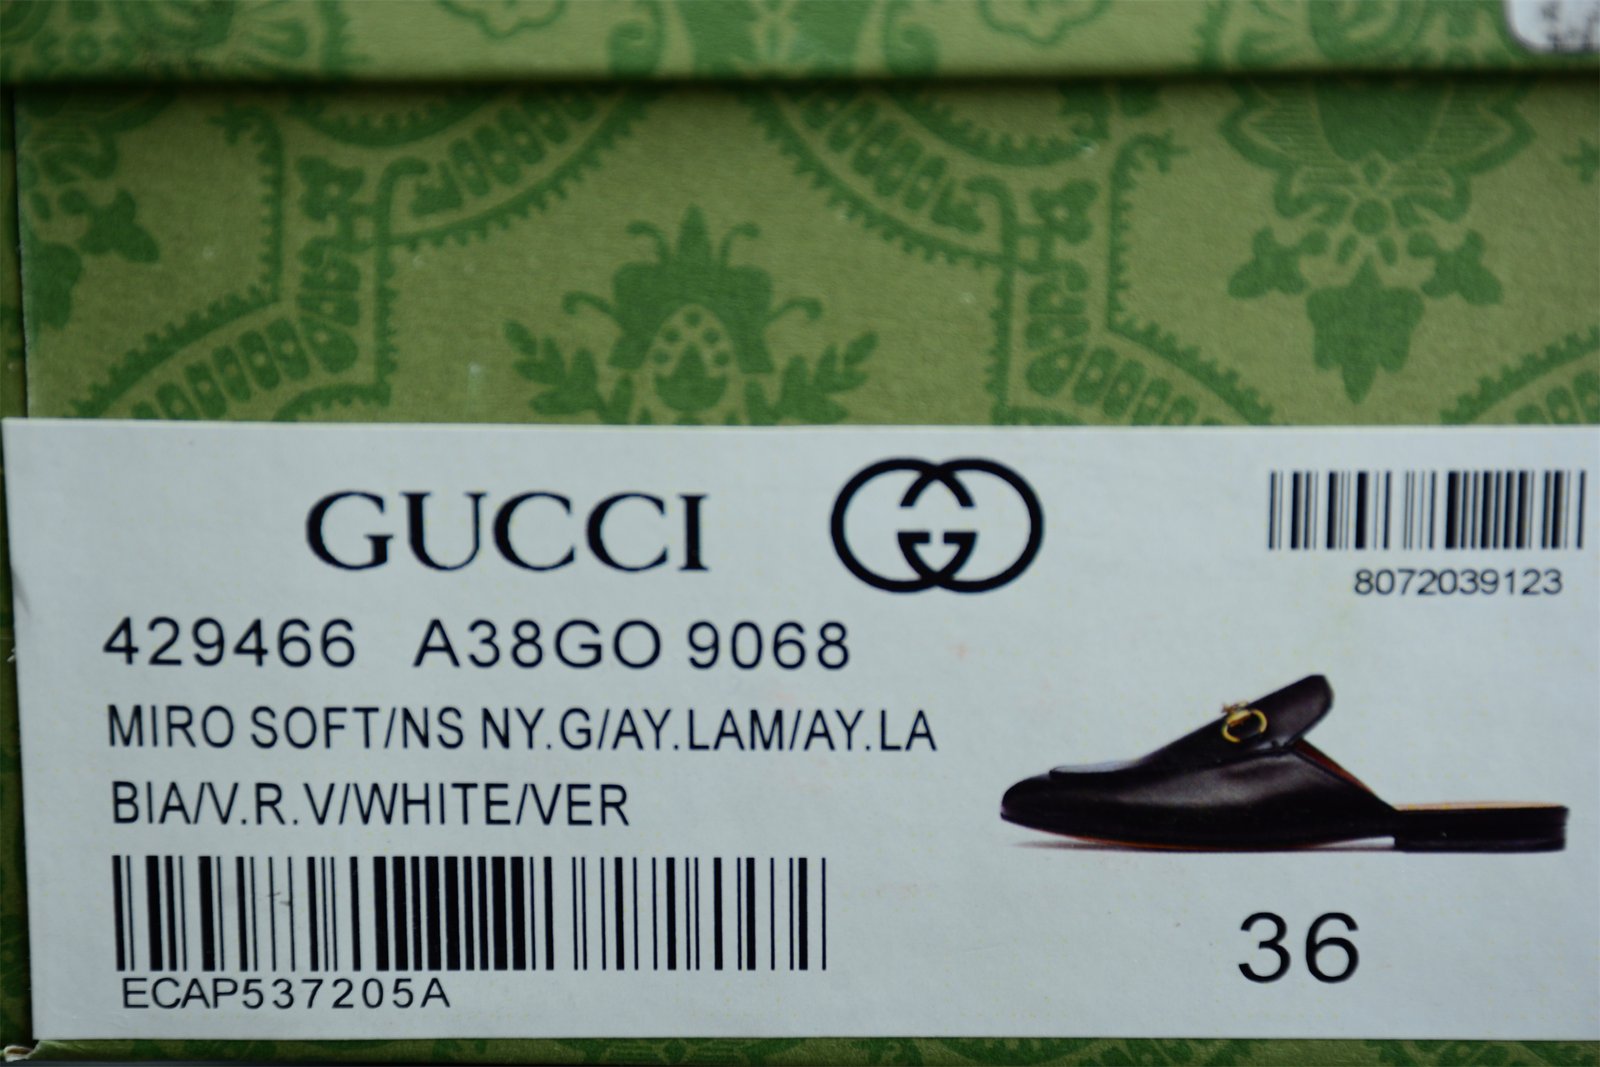 GUCCI
8072039123
429466 A38GO 9068
MIRO SOFT/NS NY.G/AY.LAM/AY.LA
BIA/V.R.V/WHITE/VER
ECAP537205A
36